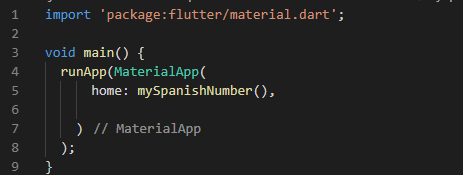 1 import 'package:flutter/material.dart';
2
3 void main() {
4   runApp(MaterialApp(
5       home: mySpanishNumber(),
6
7     ) // MaterialApp
8   );
9 }